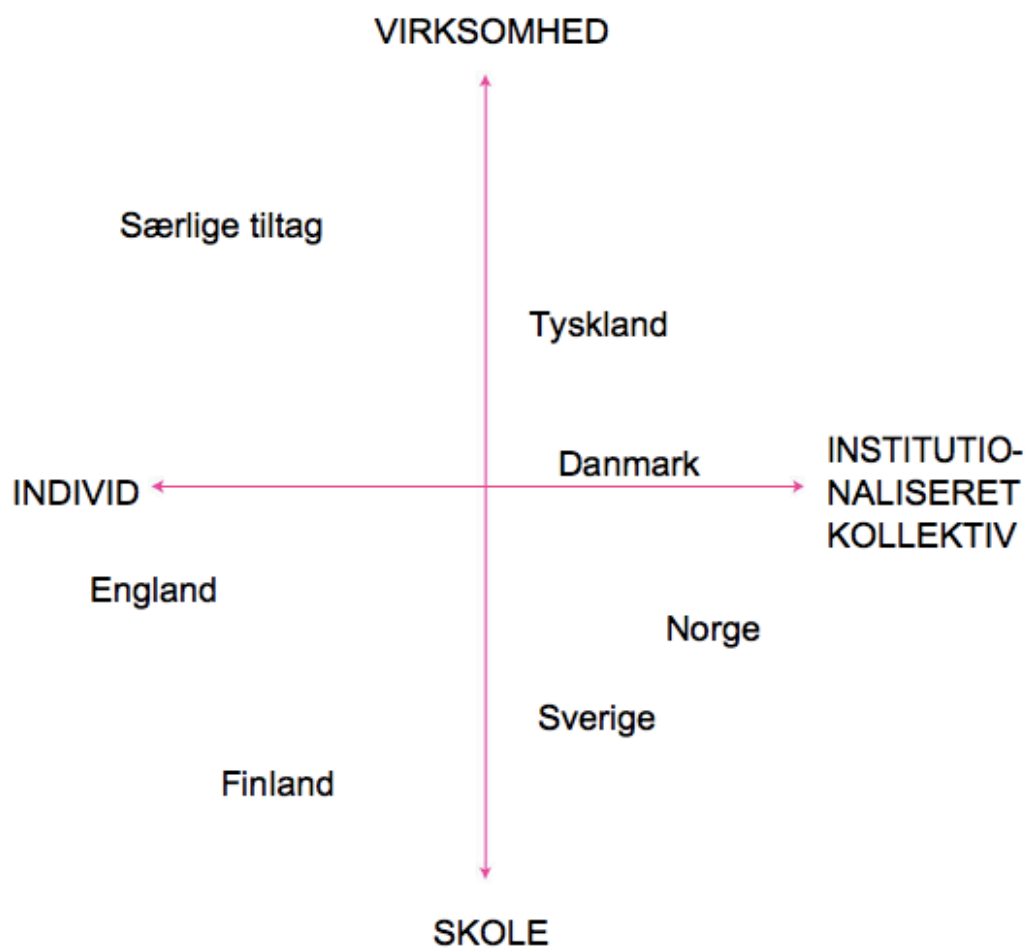 VIRKSOMHED
Særlige tiltag
Tyskland
Danmark
INSTITUTIO-
NALISERET
KOLLEKTIV
INDIVID
England
Norge
Sverige
Finland
SKOLE